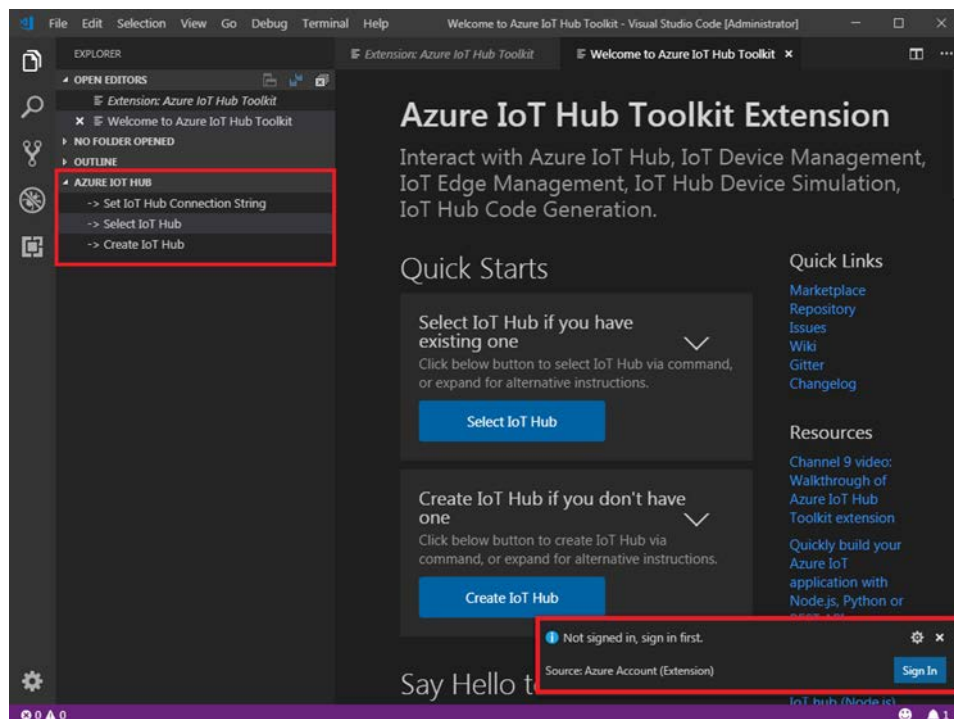 File Edit Selection View Go Debug Terminal Help
Welcome to Azure IoT Hub Toolkit - Visual Studio Code [Administrator]
EXPLORER
OPEN EDITORS
Extension: Azure IoT Hub Toolkit
Welcome to Azure IoT Hub Toolkit
NO FOLDER OPENED
OUTLINE
AZURE IOT HUB
-> Set IoT Hub Connection String
-> Select IoT Hub
-> Create IoT Hub
Extension: Azure IoT Hub Toolkit
Welcome to Azure IoT Hub Toolkit
Azure IoT Hub Toolkit Extension
Interact with Azure IoT Hub, IoT Device Management,
IoT Edge Management, IoT Hub Device Simulation,
IoT Hub Code Generation.
Quick Starts
Select IoT Hub if you have
existing one
Click below button to select IoT Hub via command,
or expand for alternative instructions.
Select IoT Hub
Create IoT Hub if you don't have
one
Click below button to create IoT Hub via
command, or expand for alternative instructions.
Create IoT Hub
Say Hello
Quick Links
Marketplace
Repository
Issues
Wiki
Gitter
Changelog
Resources
Channel 9 video:
Walkthrough of
Azure IoT Hub
Toolkit extension
Quickly build your
Azure IoT
application with
Node.js, Python or
Not signed in, sign in first.
Source: Azure Account (Extension)
Sign In
IoT hub (Node.js)
0 0
1